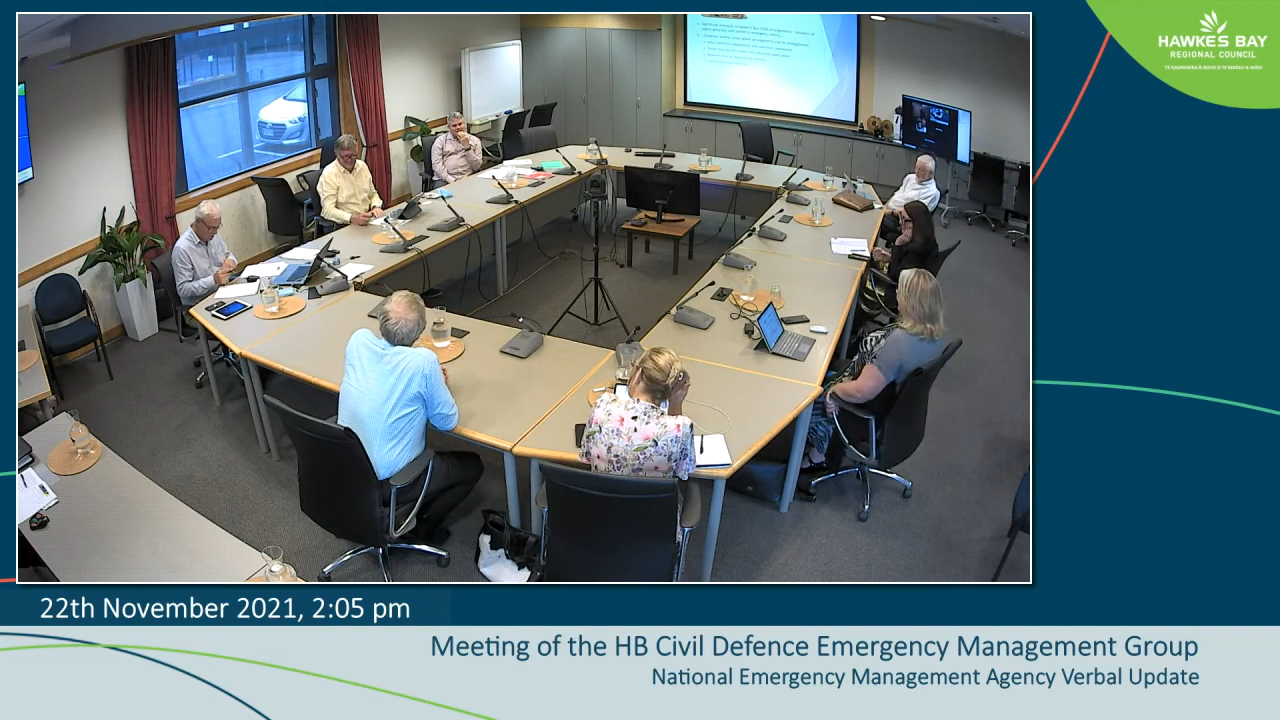 HAWKE'S BAY
REGIONAL COUNCIL
22th November 2021, 2:05 pm
Meeting of the HB Civil Defence Emergency Management Group
National Emergency Management Agency Verbal Update